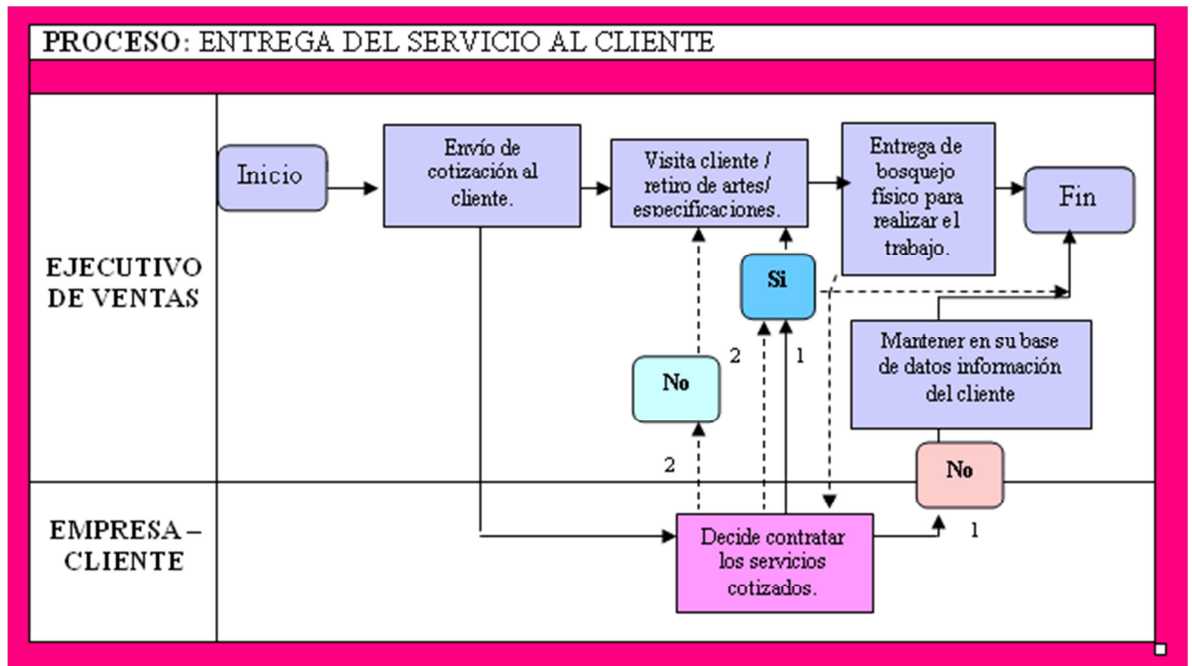 PROCESO: ENTREGA DEL SERVICIO AL CLIENTE
EJECUTIVO
DE VENTAS
Inicio
Envío de
cotización al
cliente.
Visita cliente /
retiro de artes/
especificaciones.
Entrega de
bosquejo
físico para
realizar el
trabajo.
Fin
Si
2
1
No
2
Mantener en su base
de datos información
del cliente
No
1
EMPRESA –
CLIENTE
Decide contratar
los servicios
cotizados.